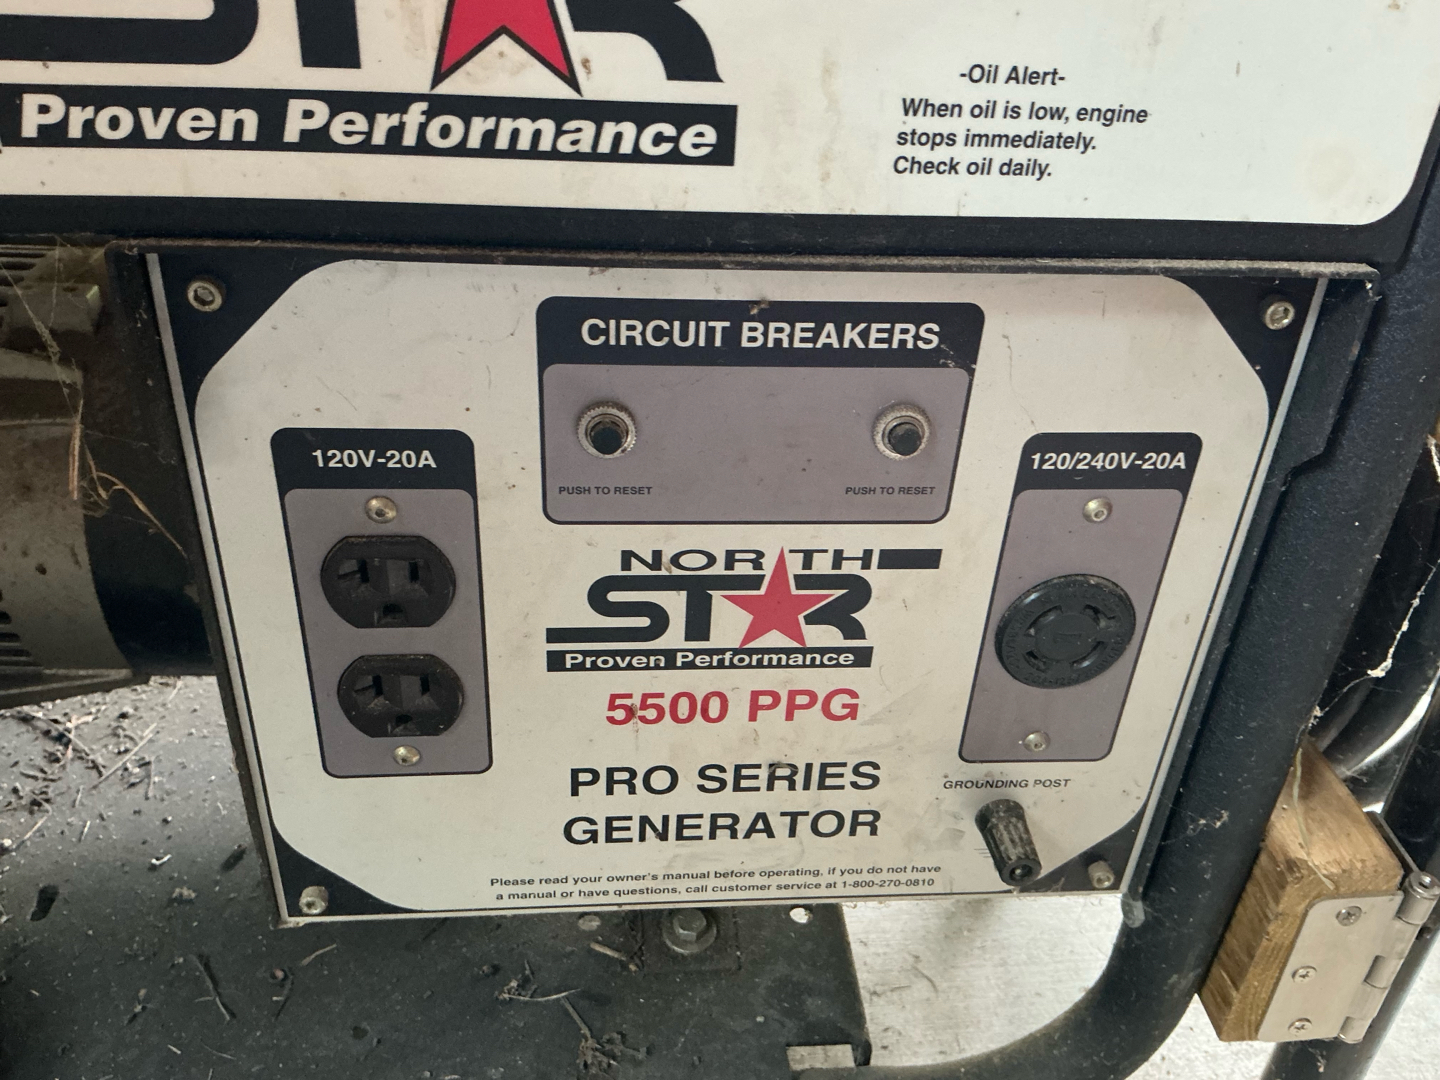 STAR
Proven Performance
-Oil Alert-
When oil is low, engine
stops immediately.
Check oil daily.
CIRCUIT BREAKERS
PUSH TO RESET
PUSH TO RESET
120V-20A
120/240V-20A
NORTH
STAR
Proven Performance
5500 PPG
PRO SERIES
GENERATOR
GROUNDING POST
Please read your owner's manual before operating, if you do not have
a manual or have questions, call customer service at 1-800-270-0810